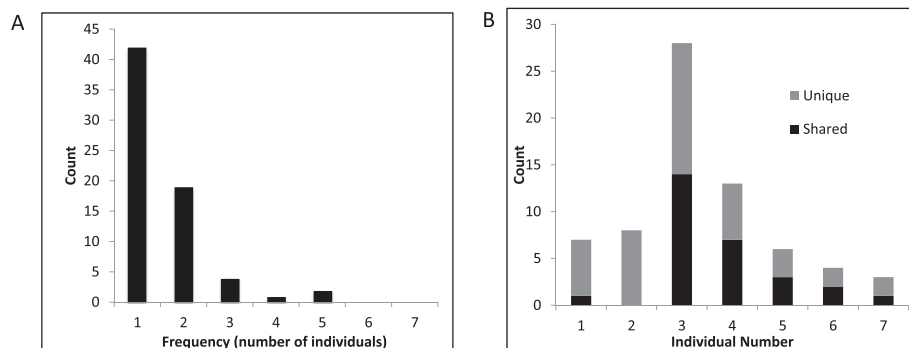 A
45
40
35
30
25
20
15
10
5
0
Count
1 2 3 4 5 6 7
Frequency (number of individuals)
B
30
25
20
15
10
5
0
Count
Unique
Shared
1 2 3 4 5 6 7
Individual Number